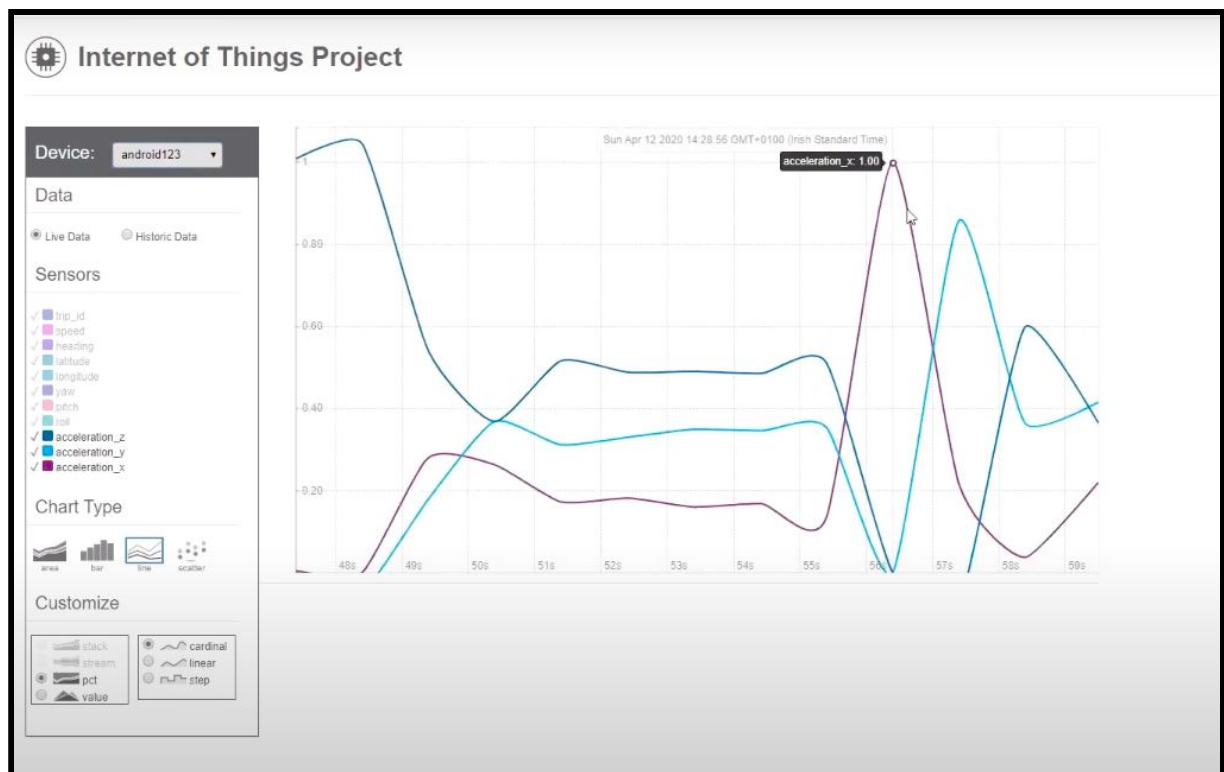 Internet of Things Project
Device: android123
Data
Live Data Historic Data
Sensors
trip_id
speed
heading
latitude
longitude
yaw
pitch
roll
acceleration_z
acceleration_y
acceleration_x
Chart Type
area bar line scatter
Customize
stack
stream
pct
value
cardinal
linear
step
Sun Apr 12 2020 14:28:56 GMT+0100 (Irish Standard Time)
acceleration_x: 1.00
1
0.89
0.60
0.40
0.20
48s 49s 50s 51s 52s 53s 54s 55s 56s 57s 58s 59s